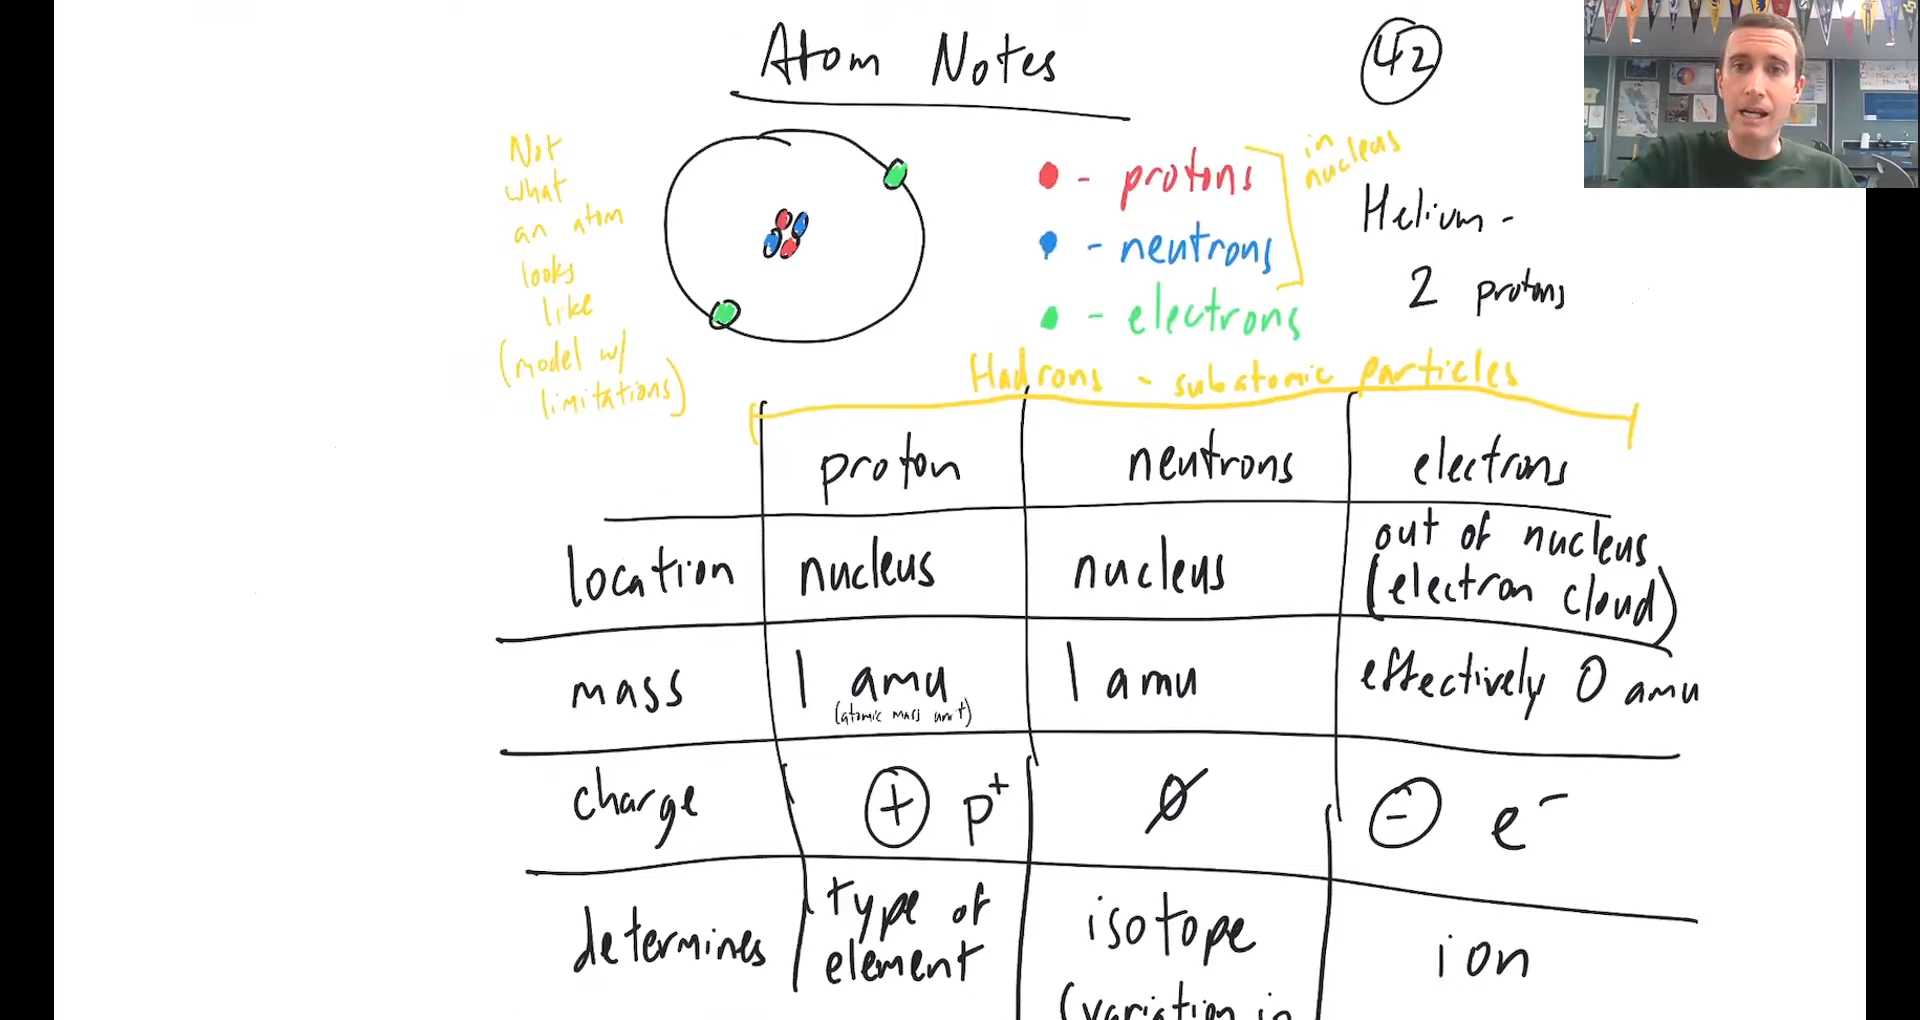 Atom Notes
42
Not
what
an atom
looks
like
(model w/
limitations)
- protons
- neutrons
- electrons
in
nucleus
Helium -
2 protons
Hadrons - subatomic particles
proton neutrons electrons
location nucleus nucleus out of nucleus
(electron cloud)
mass 1 amu 1 amu effectively 0 amu
(atomic mass unit)
charge + p+ ∅ - e-
determines type of
element isotope ion
(variation in